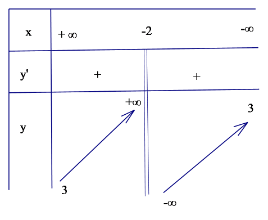 x +∞ -2 -∞
y' + +
+∞ 3
y
3
-∞